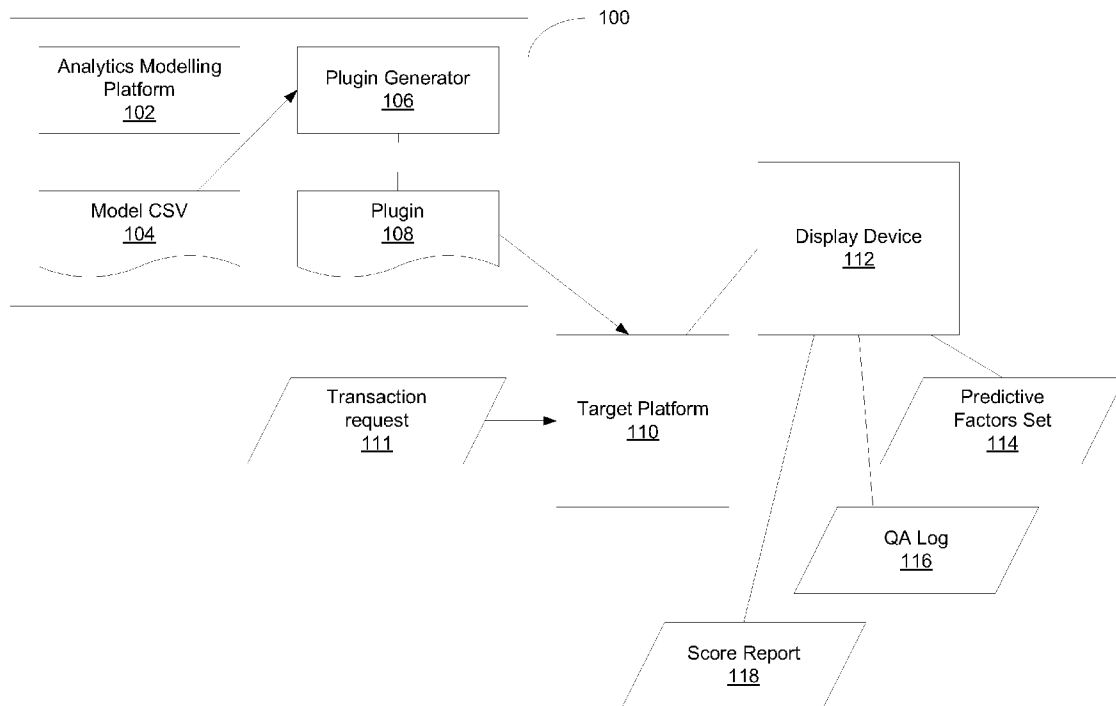 100
Analytics Modelling
Platform
102
Plugin Generator
106
Model CSV
104
Plugin
108
Display Device
112
Transaction
request
111
Target Platform
110
Predictive
Factors Set
114
QA Log
116
Score Report
118